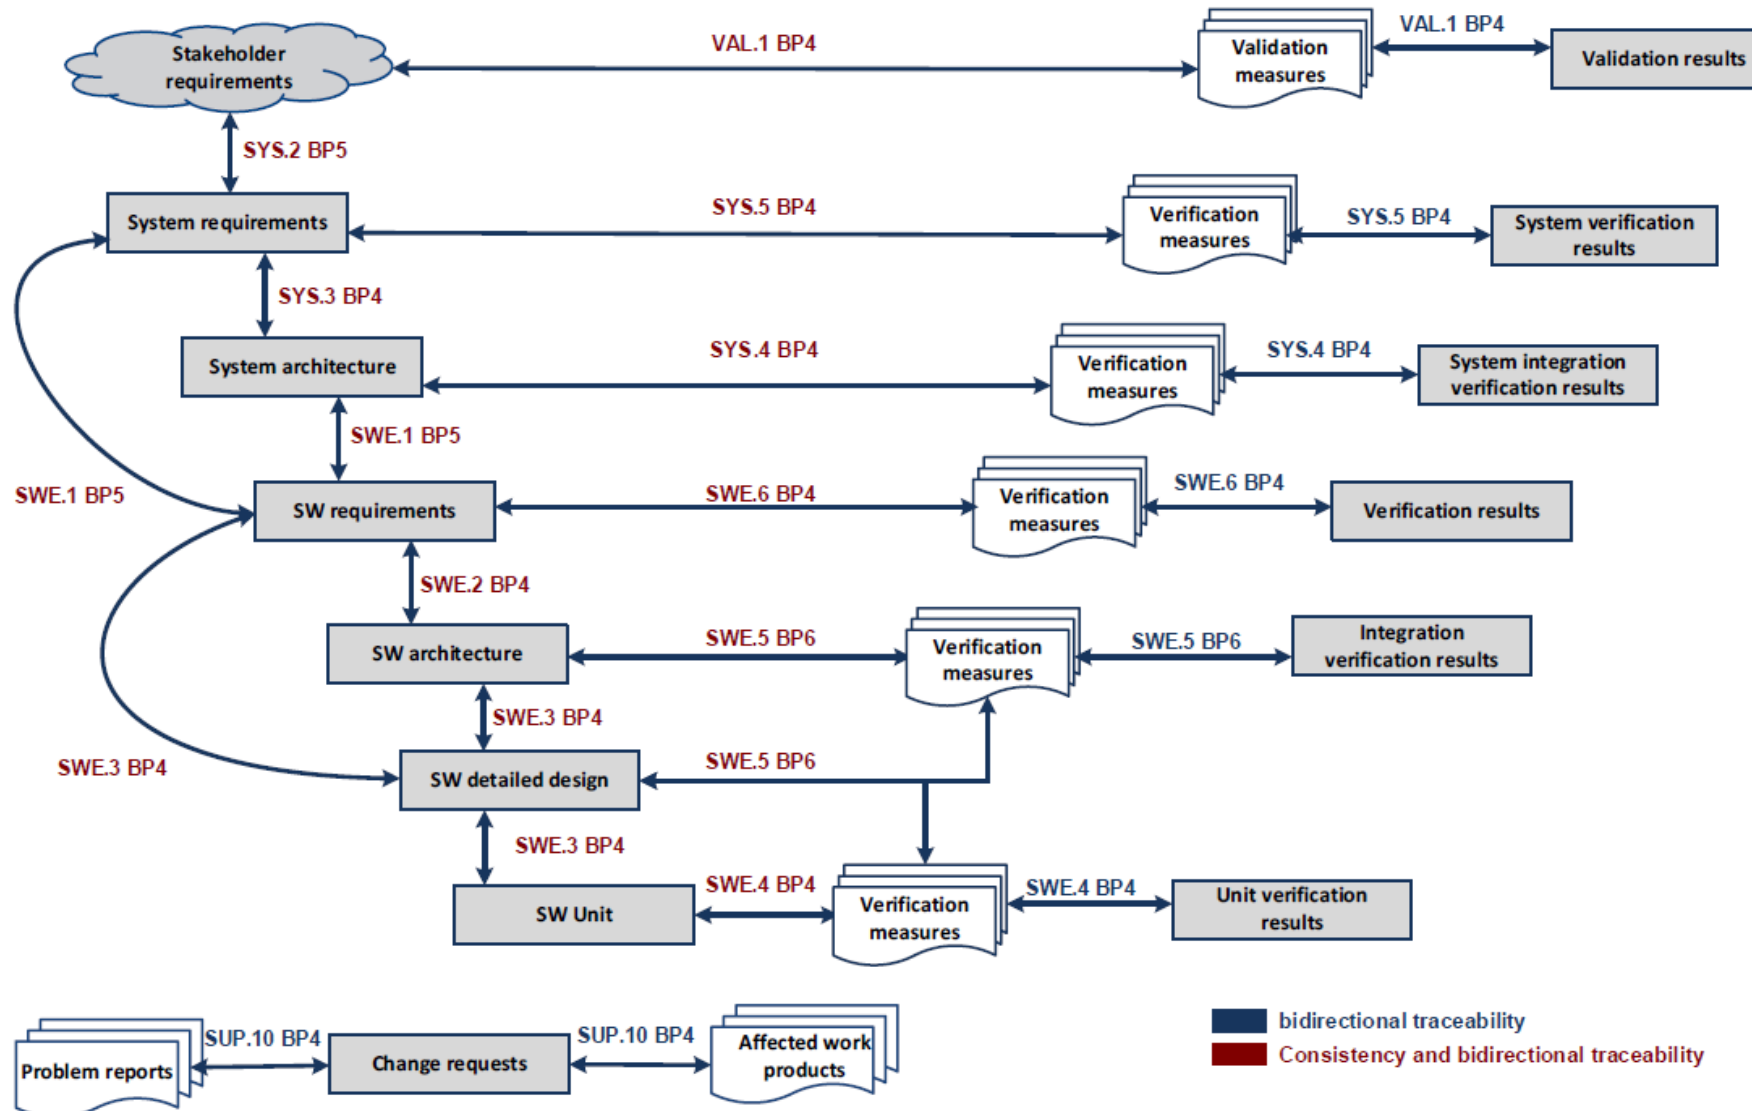 Stakeholder
requirements
VAL.1 BP4
Validation
measures
VAL.1 BP4
Validation results
SYS.2 BP5
System requirements
SYS.5 BP4
Verification
measures
SYS.5 BP4
System verification
results
SYS.3 BP4
System architecture
SYS.4 BP4
Verification
measures
SYS.4 BP4
System integration
verification results
SWE.1 BP5
SWE.1 BP5
SW requirements
SWE.6 BP4
Verification
measures
SWE.6 BP4
Verification results
SWE.2 BP4
SW architecture
SWE.5 BP6
Verification
measures
SWE.5 BP6
Integration
verification results
SWE.3 BP4
SWE.3 BP4
SW detailed design
SWE.5 BP6
SWE.3 BP4
SW Unit
SWE.4 BP4
Verification
measures
SWE.4 BP4
Unit verification
results
Problem reports
SUP.10 BP4
Change requests
SUP.10 BP4
Affected work
products
bidirectional traceability
Consistency and bidirectional traceability